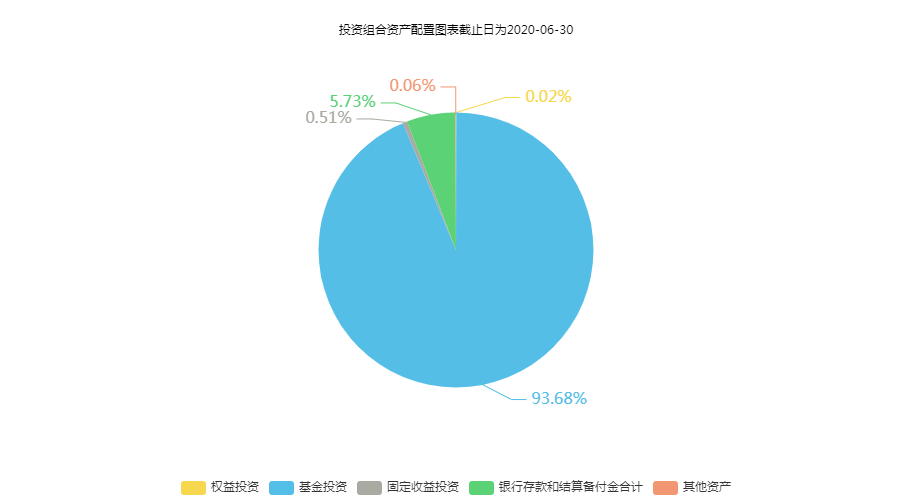 投资组合资产配置图表截止日为2020-06-30
0.06%
0.02%
5.73%
0.51%
93.68%
权益投资 基金投资 固定收益投资 银行存款和结算备付金合计 其他资产